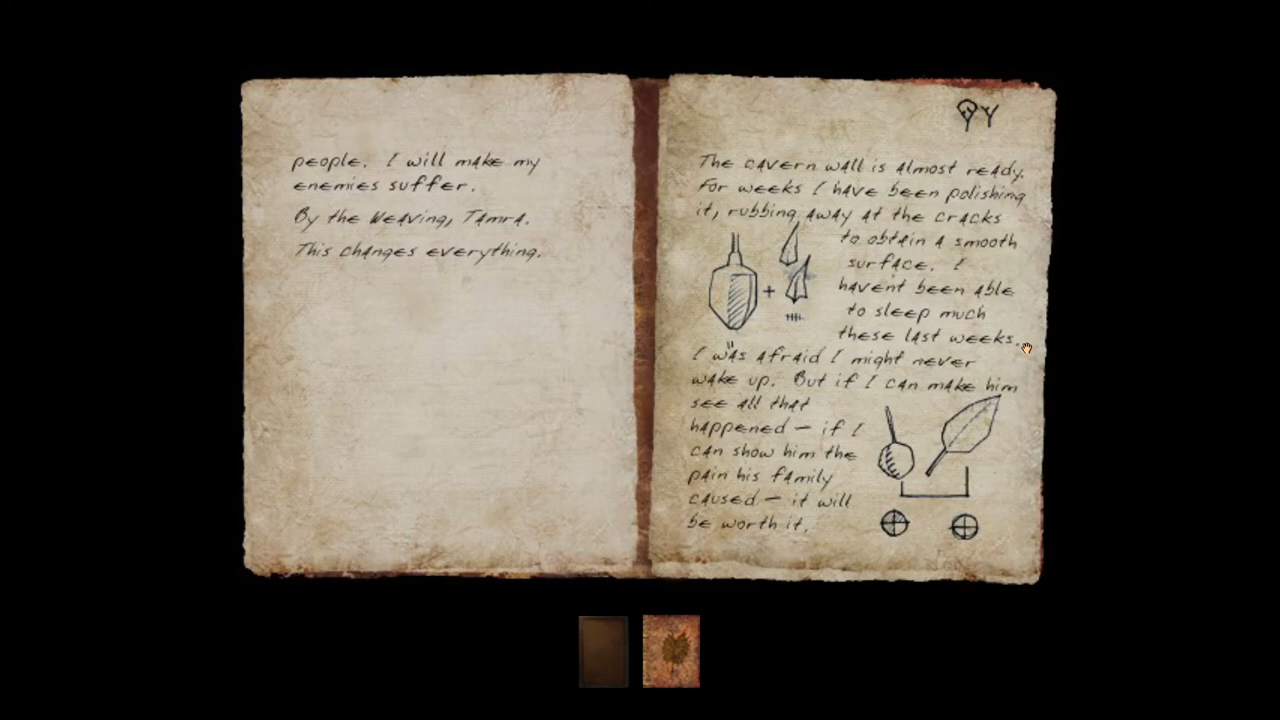 people. I will make my
enemies suffer.
By the Weaving, Tamra.
This changes everything.
The cavern wall is almost ready.
For weeks I have been polishing
it, rubbing away at the cracks
to obtain a smooth
surface. I
havent been able
to sleep much
these last weeks.
I was afraid I might never
wake up. But if I can make him
see all that
happened — if I
can show him the
pain his family
caused — it will
be worth it.